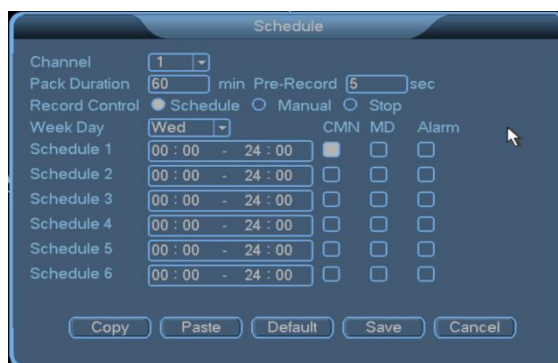 Schedule
Channel 1
Pack Duration 60 min Pre-Record 5 sec
Record Control Schedule Manual Stop
Week Day Wed CMN MD Alarm
Schedule 1 00 : 00 - 24 : 00
Schedule 2 00 : 00 - 24 : 00
Schedule 3 00 : 00 - 24 : 00
Schedule 4 00 : 00 - 24 : 00
Schedule 5 00 : 00 - 24 : 00
Schedule 6 00 : 00 - 24 : 00
Copy Paste Default Save Cancel